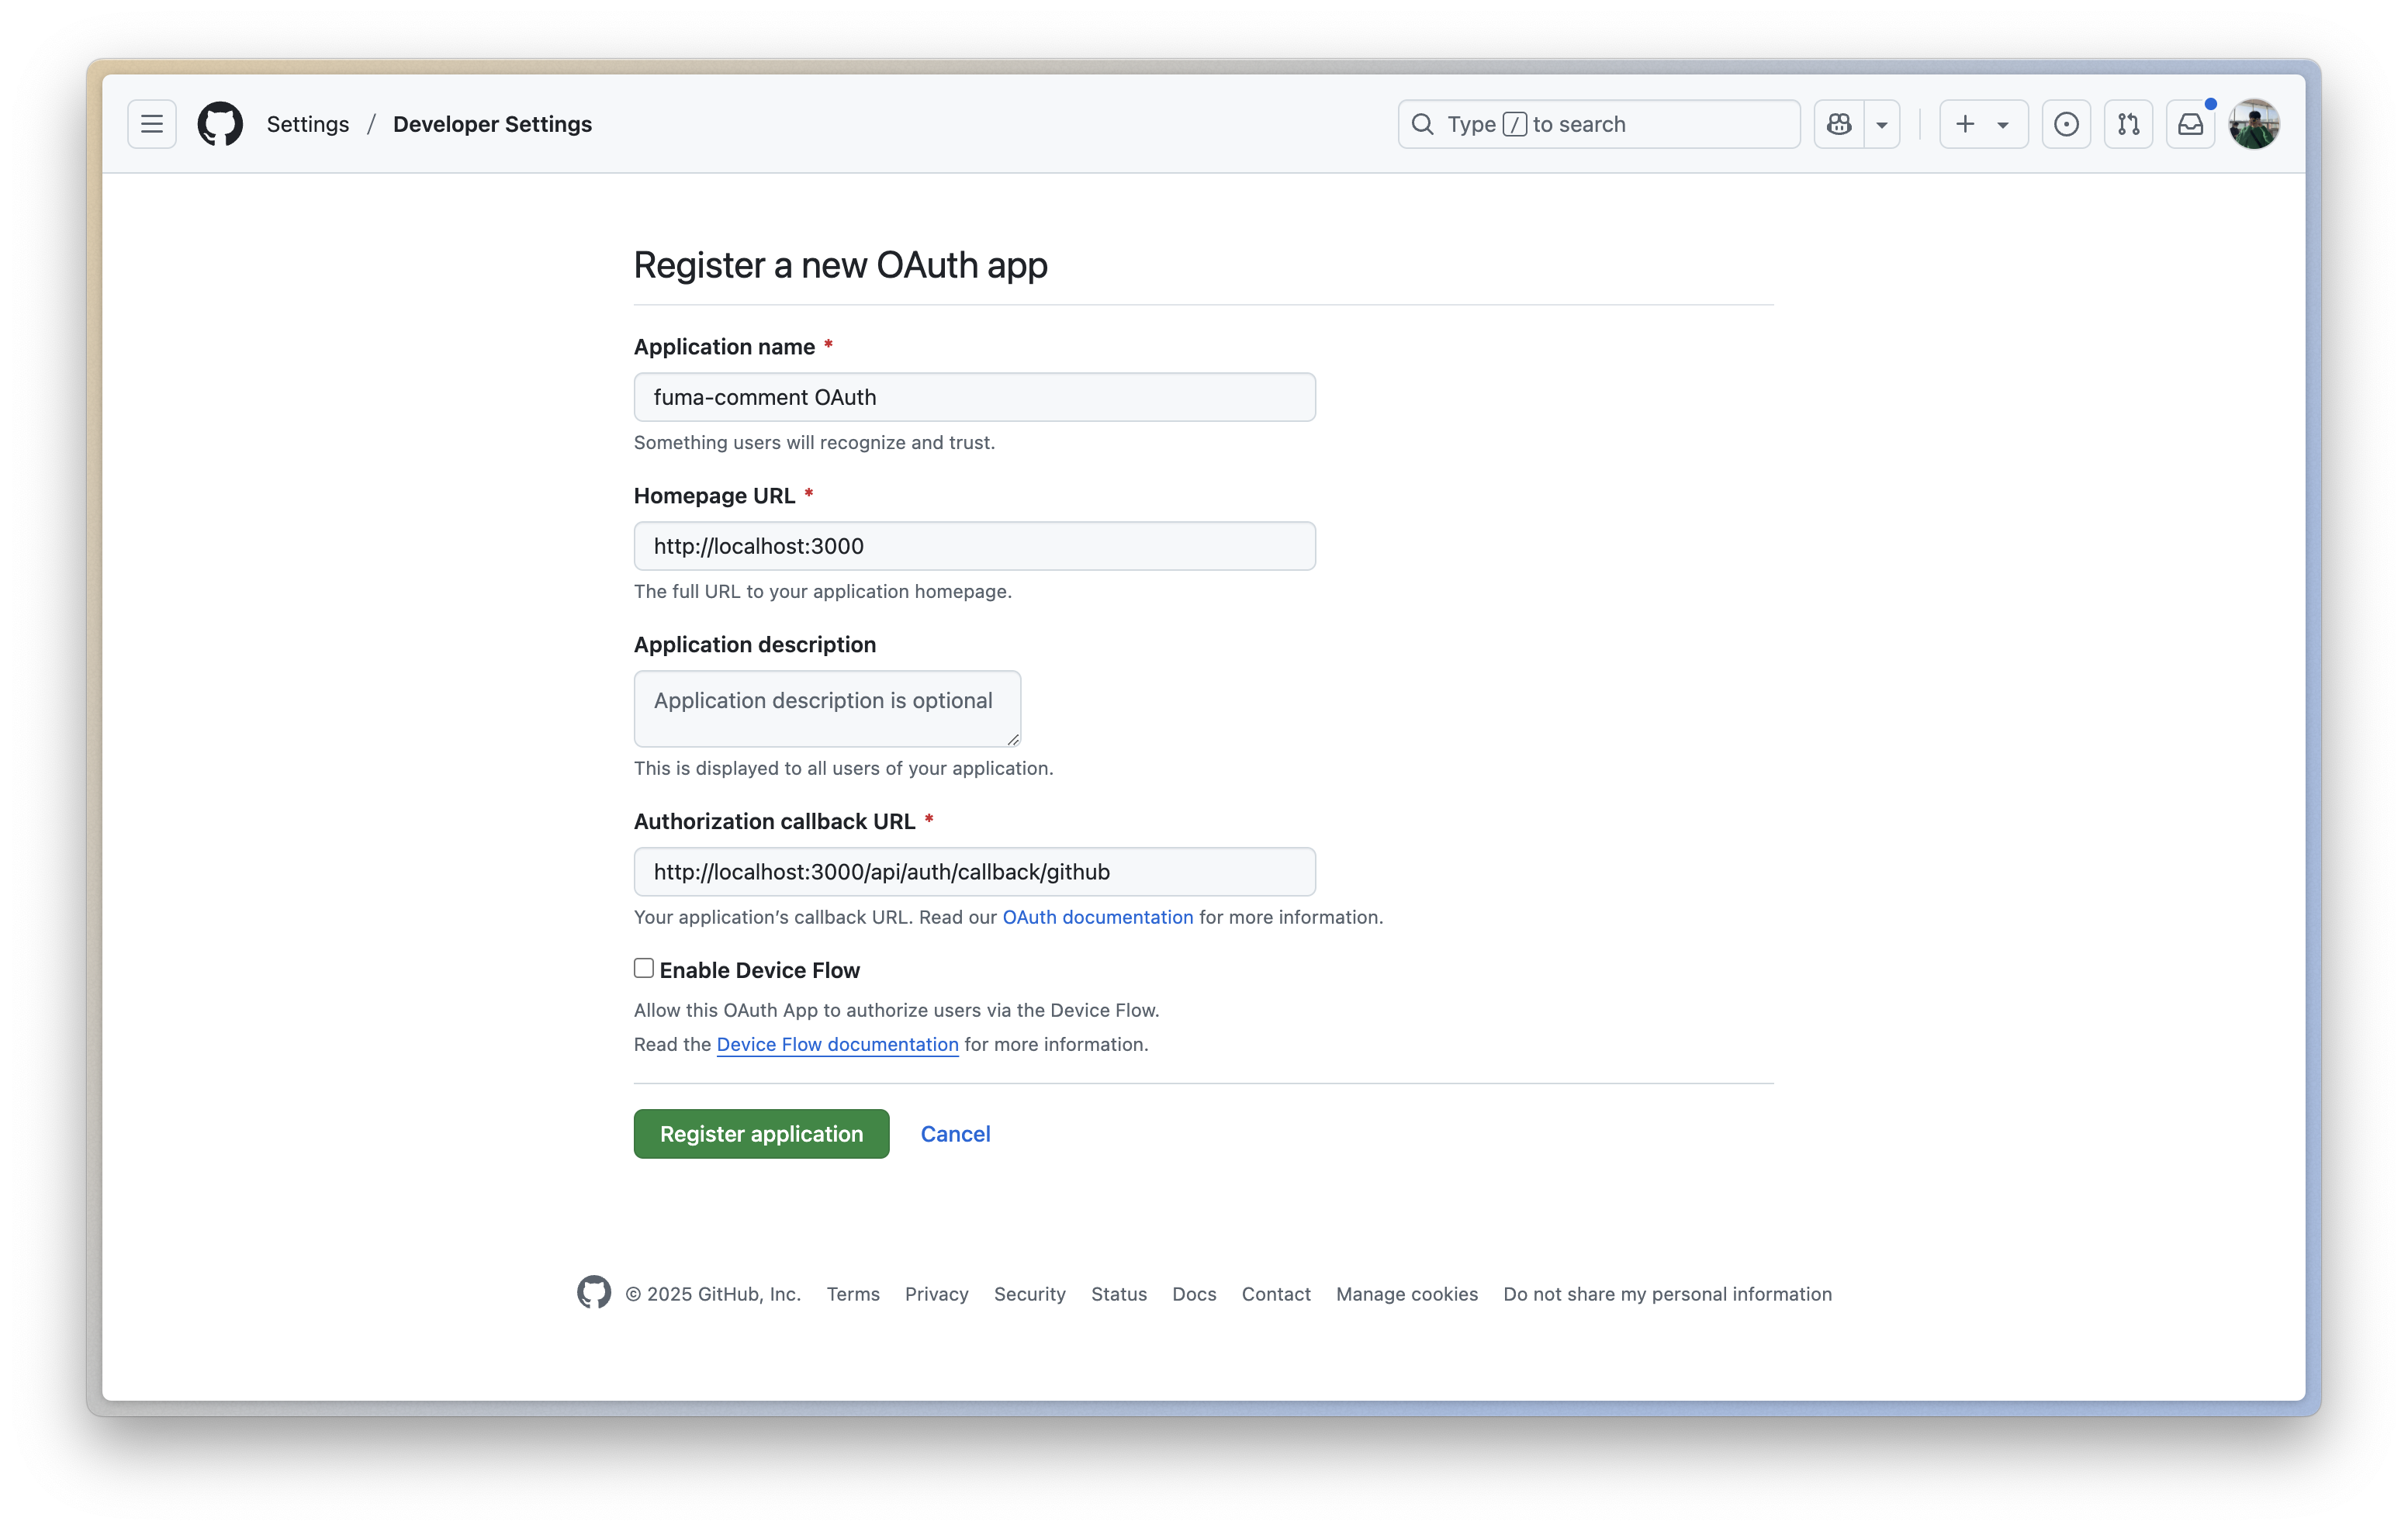 Settings / Developer Settings
Type / to search
Register a new OAuth app
Application name *
fuma-comment OAuth
Something users will recognize and trust.
Homepage URL *
http://localhost:3000
The full URL to your application homepage.
Application description
Application description is optional
This is displayed to all users of your application.
Authorization callback URL *
http://localhost:3000/api/auth/callback/github
Your application’s callback URL. Read our OAuth documentation for more information.
Enable Device Flow
Allow this OAuth App to authorize users via the Device Flow.
Read the Device Flow documentation for more information.
Register application Cancel
© 2025 GitHub, Inc. Terms Privacy Security Status Docs Contact Manage cookies Do not share my personal information